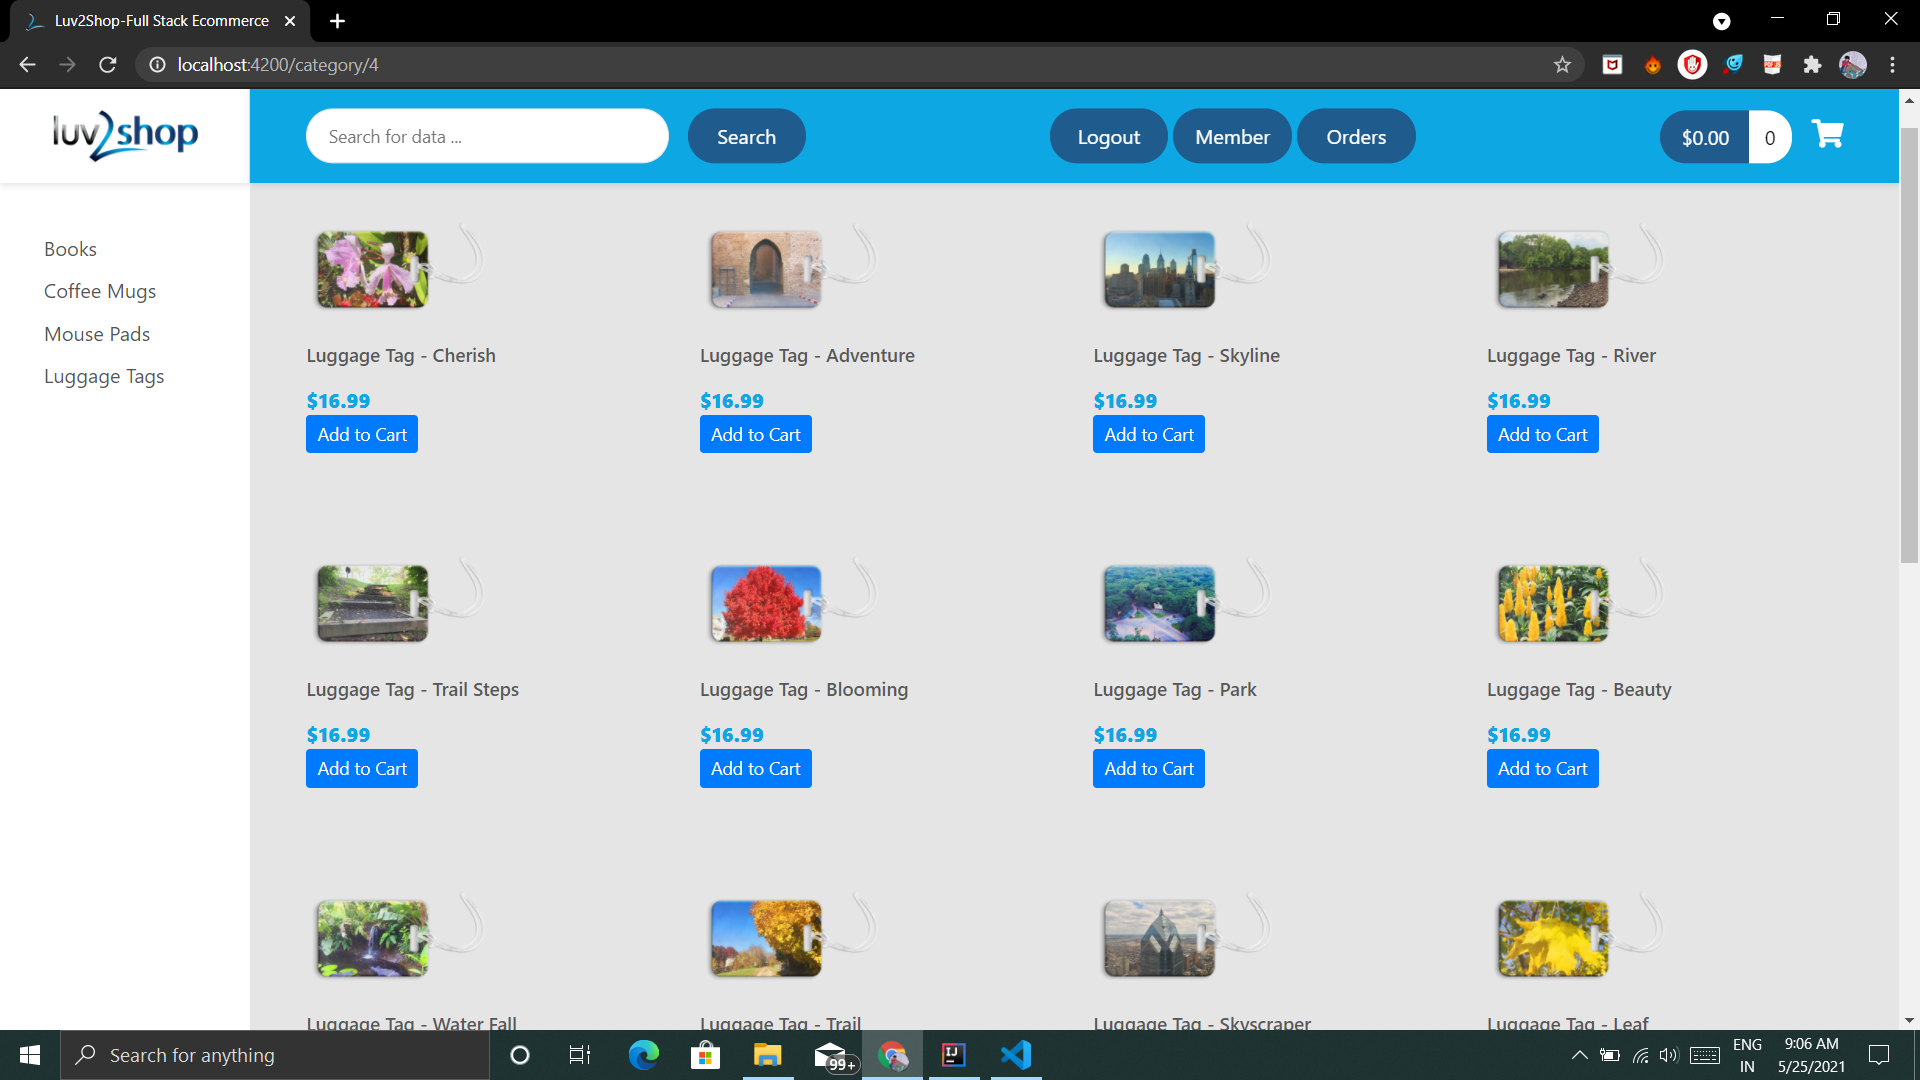 Luv2Shop-Full Stack Ecommerce
localhost:4200/category/4
luv2shop
Search for data ...
Search
Logout
Member
Orders
$0.00
0
Books
Coffee Mugs
Mouse Pads
Luggage Tags
Luggage Tag - Cherish
Luggage Tag - Adventure
Luggage Tag - Skyline
Luggage Tag - River
$16.99
$16.99
$16.99
$16.99
Add to Cart
Add to Cart
Add to Cart
Add to Cart
Luggage Tag - Trail Steps
Luggage Tag - Blooming
Luggage Tag - Park
Luggage Tag - Beauty
$16.99
$16.99
$16.99
$16.99
Add to Cart
Add to Cart
Add to Cart
Add to Cart
Luggage Tag - Water Fall
Luggage Tag - Trail
Luggage Tag - Skyscraper
Luggage Tag - Leaf
Search for anything
99+
ENG
IN
9:06 AM
5/25/2021